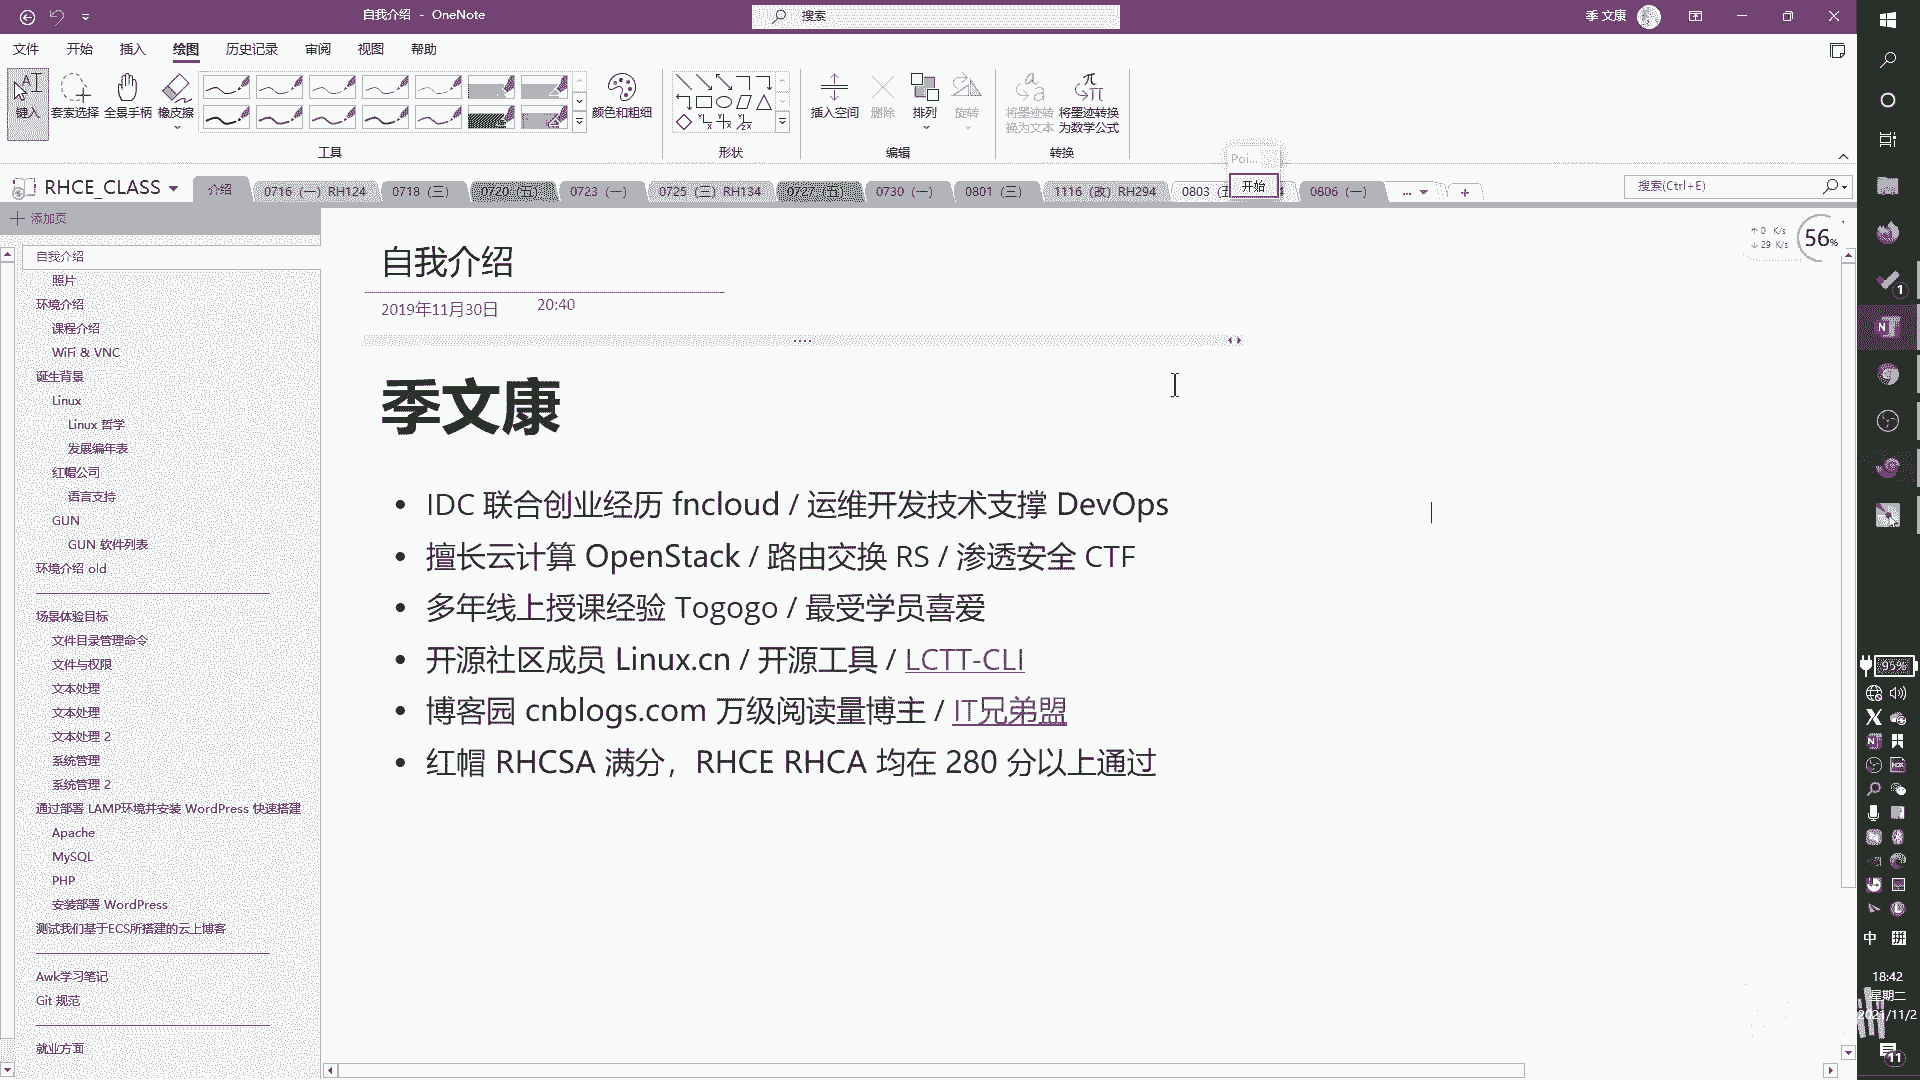 自我介绍 - OneNote
搜索
季 文康
文件 开始 插入 绘图 历史记录 审阅 视图 帮助
键入 套索选择 全景手柄 橡皮擦 颜色和粗细 插入空间 删除 排列 旋转 将墨迹转换为文本 将墨迹转换为数学公式
工具 形状 编辑 转换
Poi...
开始
RHCE_CLASS 介绍 0716（一）RH124 0718（三） 0720（五） 0723（一） 0725（三）RH134 0727（五） 0730（一） 0801（三） 1116（改）RH294 0803 0806（一） ...
搜索(Ctrl+E)
添加页
自我介绍
照片
环境介绍
课程介绍
WiFi & VNC
诞生背景
Linux
Linux 哲学
发展编年表
红帽公司
语言支持
GUN
GUN 软件列表
环境介绍 old
场景体验目标
文件目录管理命令
文件与权限
文本处理
文本处理
文本处理 2
系统管理
系统管理 2
通过部署 LAMP环境并安装 WordPress 快速搭建
Apache
MySQL
PHP
安装部署 WordPress
测试我们基于ECS所搭建的云上博客
Awk学习笔记
Git 规范
就业方面
自我介绍
2019年11月30日 20:40
季文康
• IDC 联合创业经历 fncloud / 运维开发技术支撑 DevOps
• 擅长云计算 OpenStack / 路由交换 RS / 渗透安全 CTF
• 多年线上授课经验 Togogo / 最受学员喜爱
• 开源社区成员 Linux.cn / 开源工具 / LCTT-CLI
• 博客园 cnblogs.com 万级阅读量博主 / IT兄弟盟
• 红帽 RHCSA 满分，RHCE RHCA 均在 280 分以上通过
↑ 0 K/s
↓ 29 K/s
56%
1
95%
中 拼
18:42
星期二
2021/11/2
11